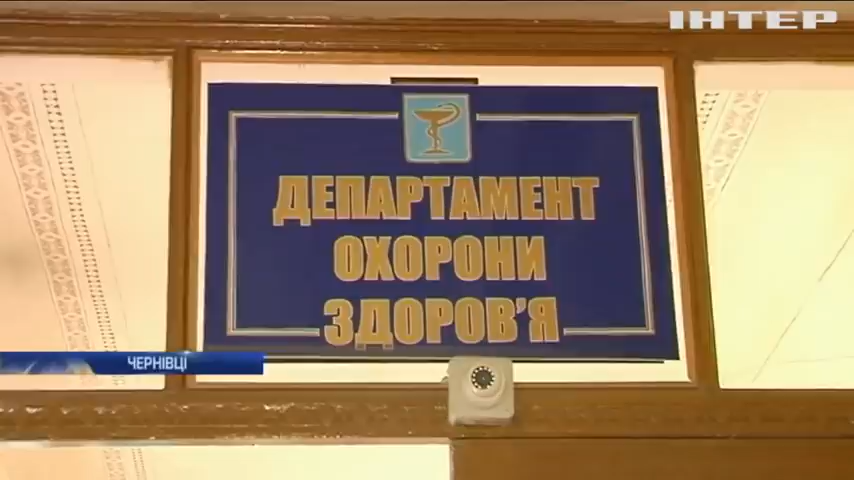 ІНТЕР
ДЕПАРТАМЕНТ
ОХОРОНИ
ЗДОРОВ'Я
ЧЕРНІВЦІ